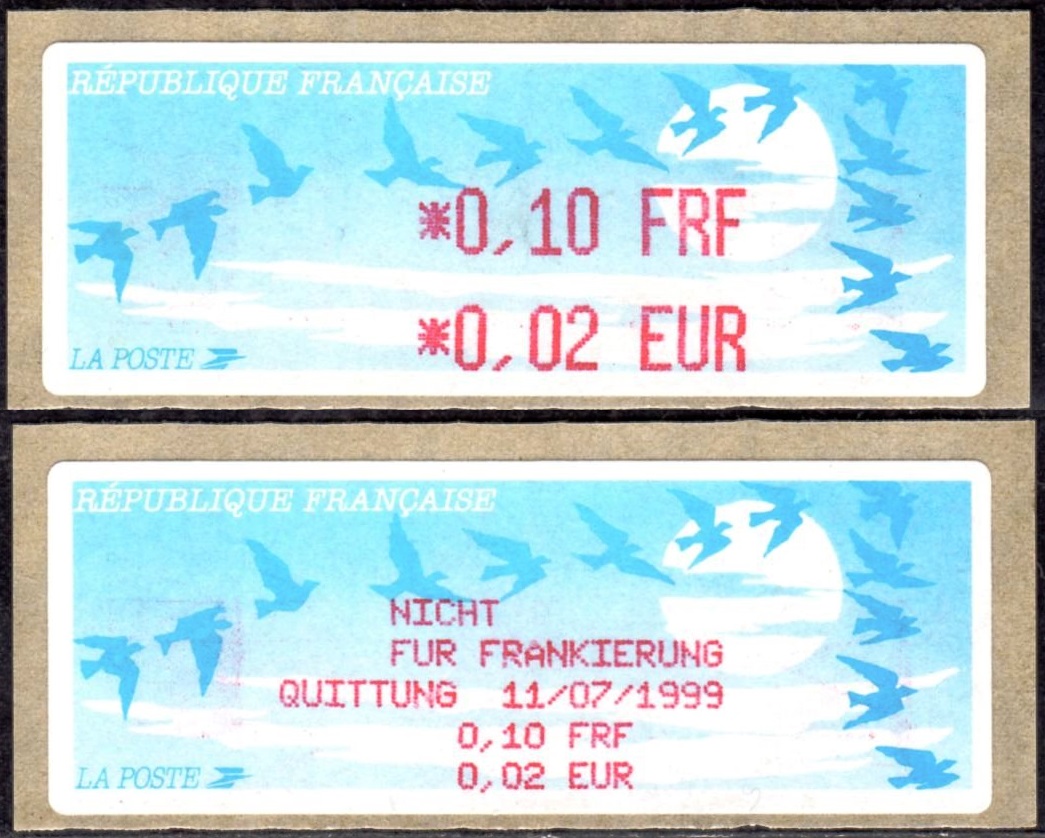 RÉPUBLIQUE FRANÇAISE
*0,10 FRF
*0,02 EUR
LA POSTE
RÉPUBLIQUE FRANÇAISE
NICHT
FUR FRANKIERUNG
QUITTUNG 11/07/1999
0,10 FRF
0,02 EUR
LA POSTE